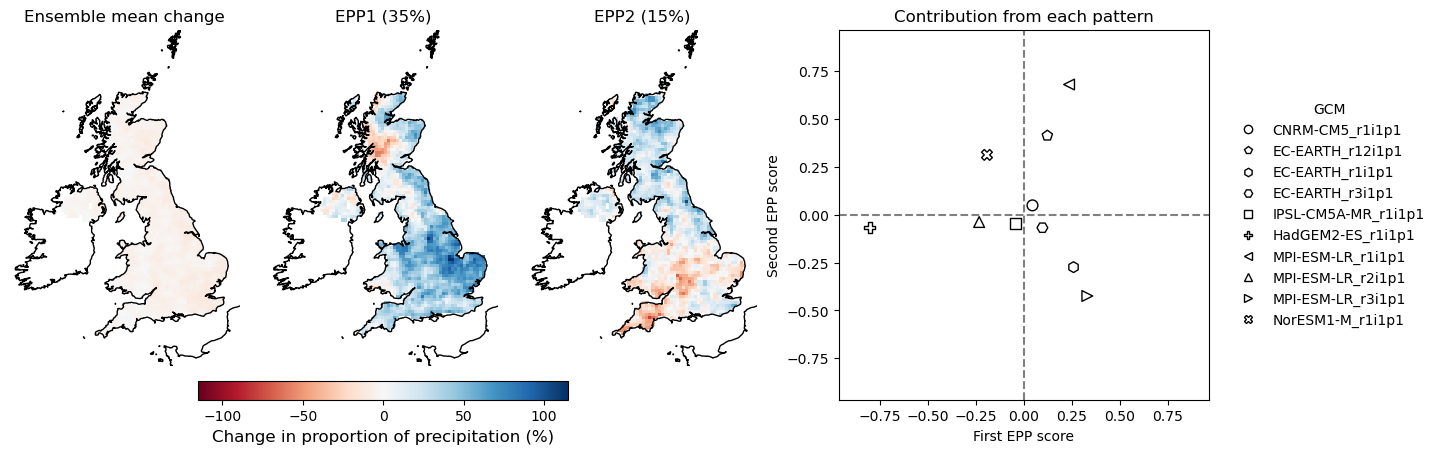 Ensemble mean change
EPP1 (35%)
EPP2 (15%)
Contribution from each pattern
−100
−50
0
50
100
Change in proportion of precipitation (%)
Second EPP score
0.75
0.50
0.25
0.00
−0.25
−0.50
−0.75
−0.75
−0.50
−0.25
0.00
0.25
0.50
0.75
First EPP score
GCM
CNRM-CM5_r1i1p1
EC-EARTH_r12i1p1
EC-EARTH_r1i1p1
EC-EARTH_r3i1p1
IPSL-CM5A-MR_r1i1p1
HadGEM2-ES_r1i1p1
MPI-ESM-LR_r1i1p1
MPI-ESM-LR_r2i1p1
MPI-ESM-LR_r3i1p1
NorESM1-M_r1i1p1